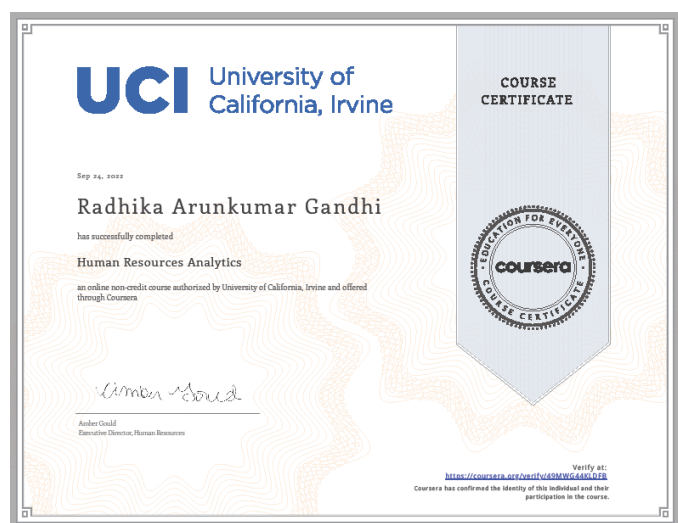 UCI University of
California, Irvine
COURSE
CERTIFICATE
Sep 24, 2022
Radhika Arunkumar Gandhi
has successfully completed
Human Resources Analytics
an online non-credit course authorized by University of California, Irvine and offered
through Coursera
EDUCATION FOR EVERYONE
coursera
COURSE CERTIFICATE
Amber Gould
Amber Gould
Executive Director, Human Resources
Verify at:
https://coursera.org/verify/49MWG44KLDFB
Coursera has confirmed the identity of this individual and their
participation in the course.